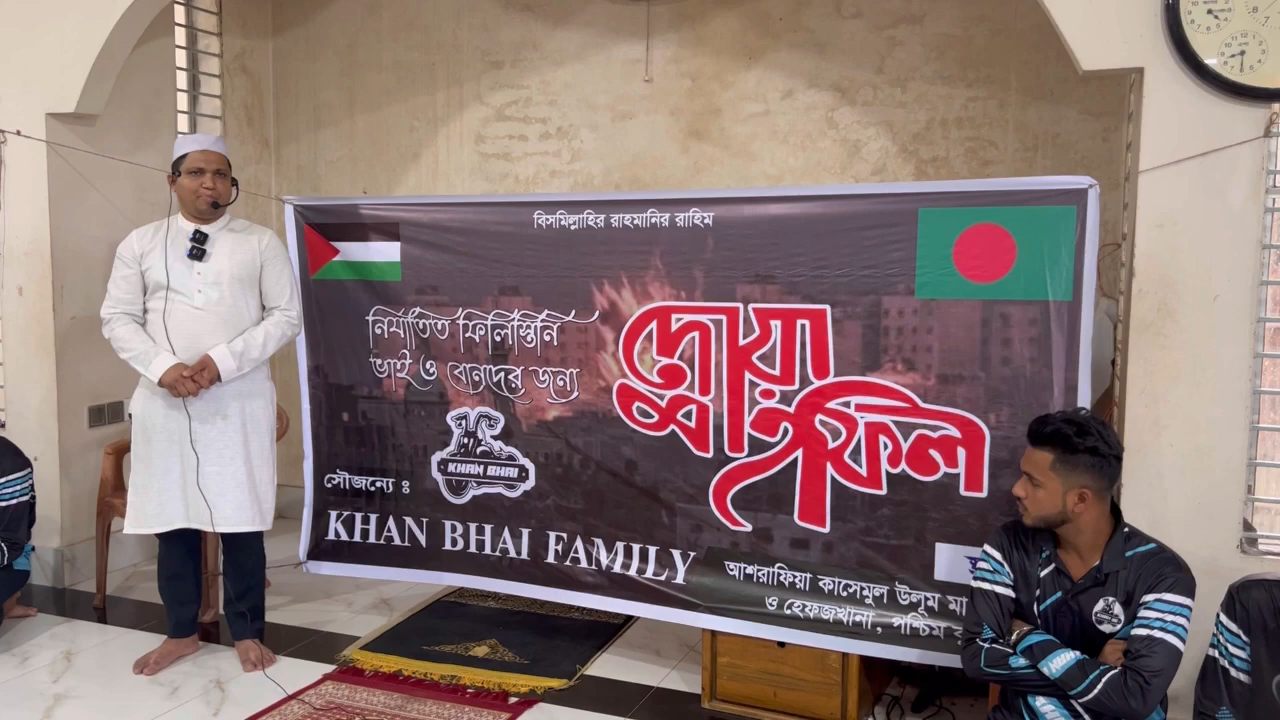 বিসমিল্লাহির রাহমানির রাহিম
নির্যাতিত ফিলিস্তিনি
ভাই ও বোনদের জন্য
দোয়া
মাহফিল
KHAN BHAI
সৌজন্যে :
KHAN BHAI FAMILY
আশরাফিয়া কাসেমুল উলূম মা
ও হেফজখানা, পশ্চিম